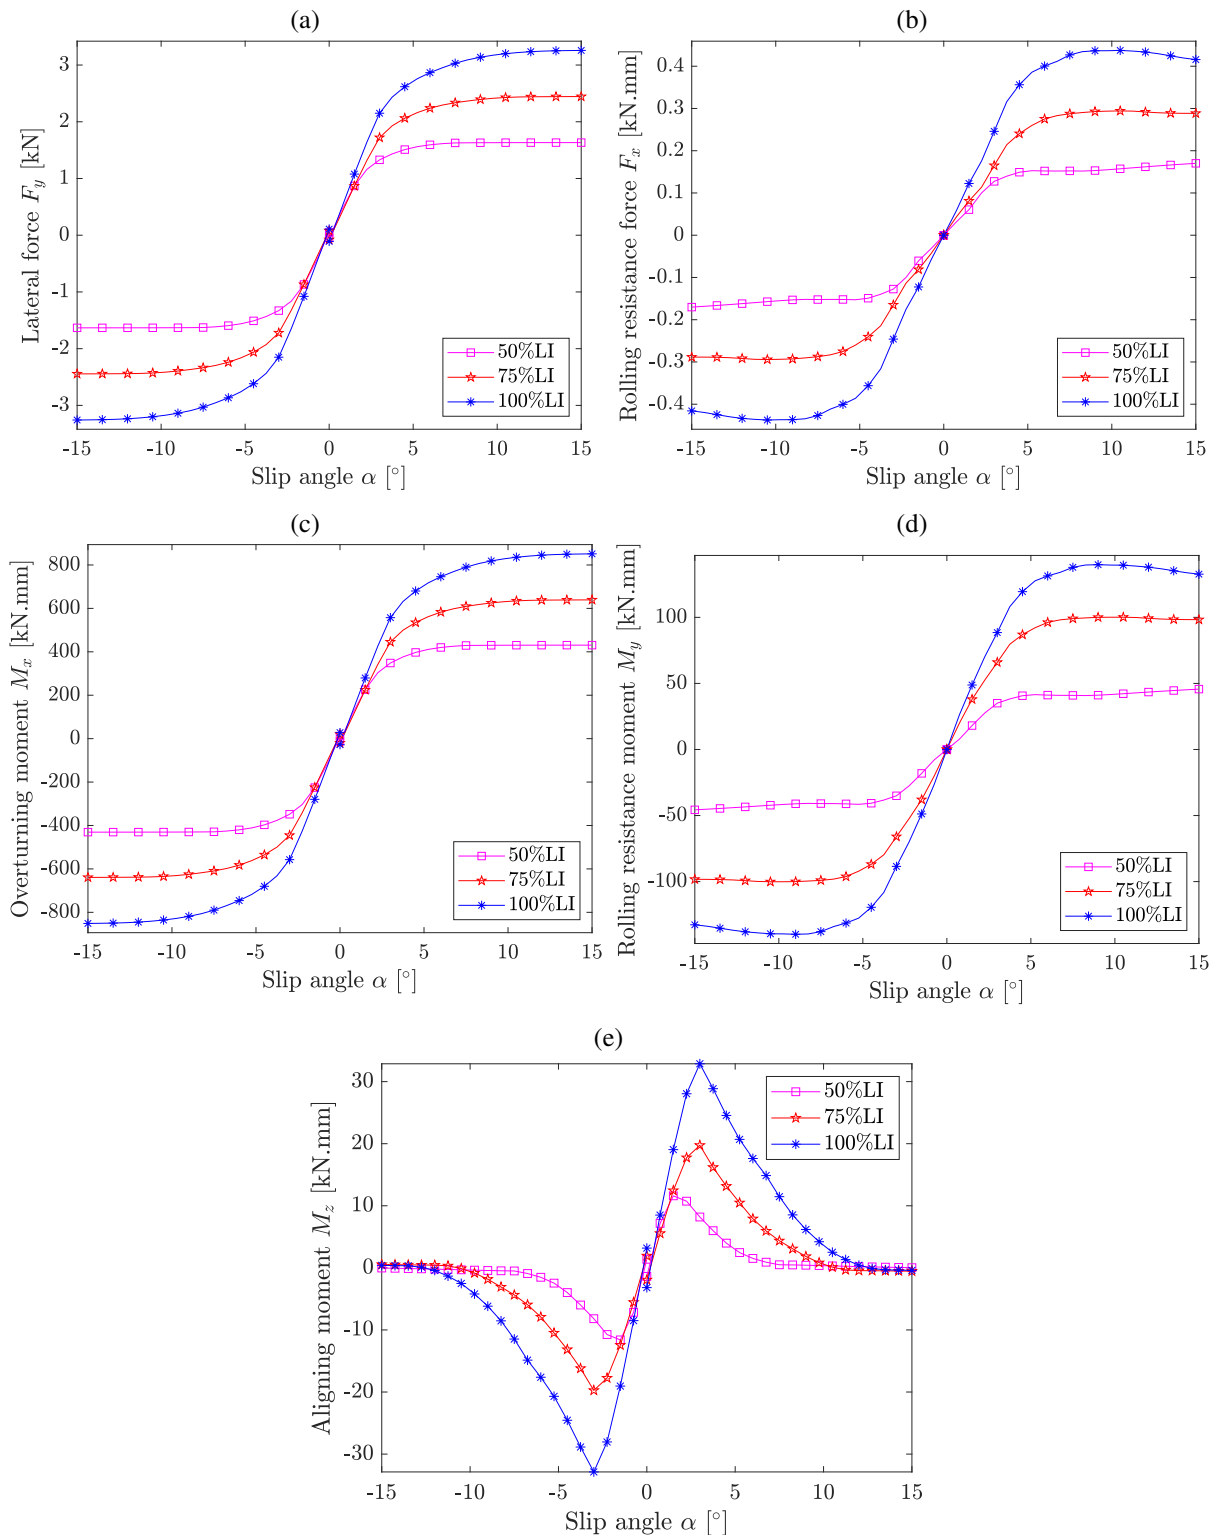 (a)
Lateral force F_y [kN]
3
2
1
0
-1
-2
-3
-15
-10
-5
0
5
10
15
Slip angle α [°]
50%LI
75%LI
100%LI
(b)
Rolling resistance force F_x [kN.mm]
0.4
0.3
0.2
0.1
0
-0.1
-0.2
-0.3
-0.4
-15
-10
-5
0
5
10
15
Slip angle α [°]
50%LI
75%LI
100%LI
(c)
Overturning moment M_x [kN.mm]
800
600
400
200
0
-200
-400
-600
-800
-15
-10
-5
0
5
10
15
Slip angle α [°]
50%LI
75%LI
100%LI
(d)
Rolling resistance moment M_y [kN.mm]
100
50
0
-50
-100
-15
-10
-5
0
5
10
15
Slip angle α [°]
50%LI
75%LI
100%LI
(e)
Aligning moment M_z [kN.mm]
30
20
10
0
-10
-20
-30
-15
-10
-5
0
5
10
15
Slip angle α [°]
50%LI
75%LI
100%LI